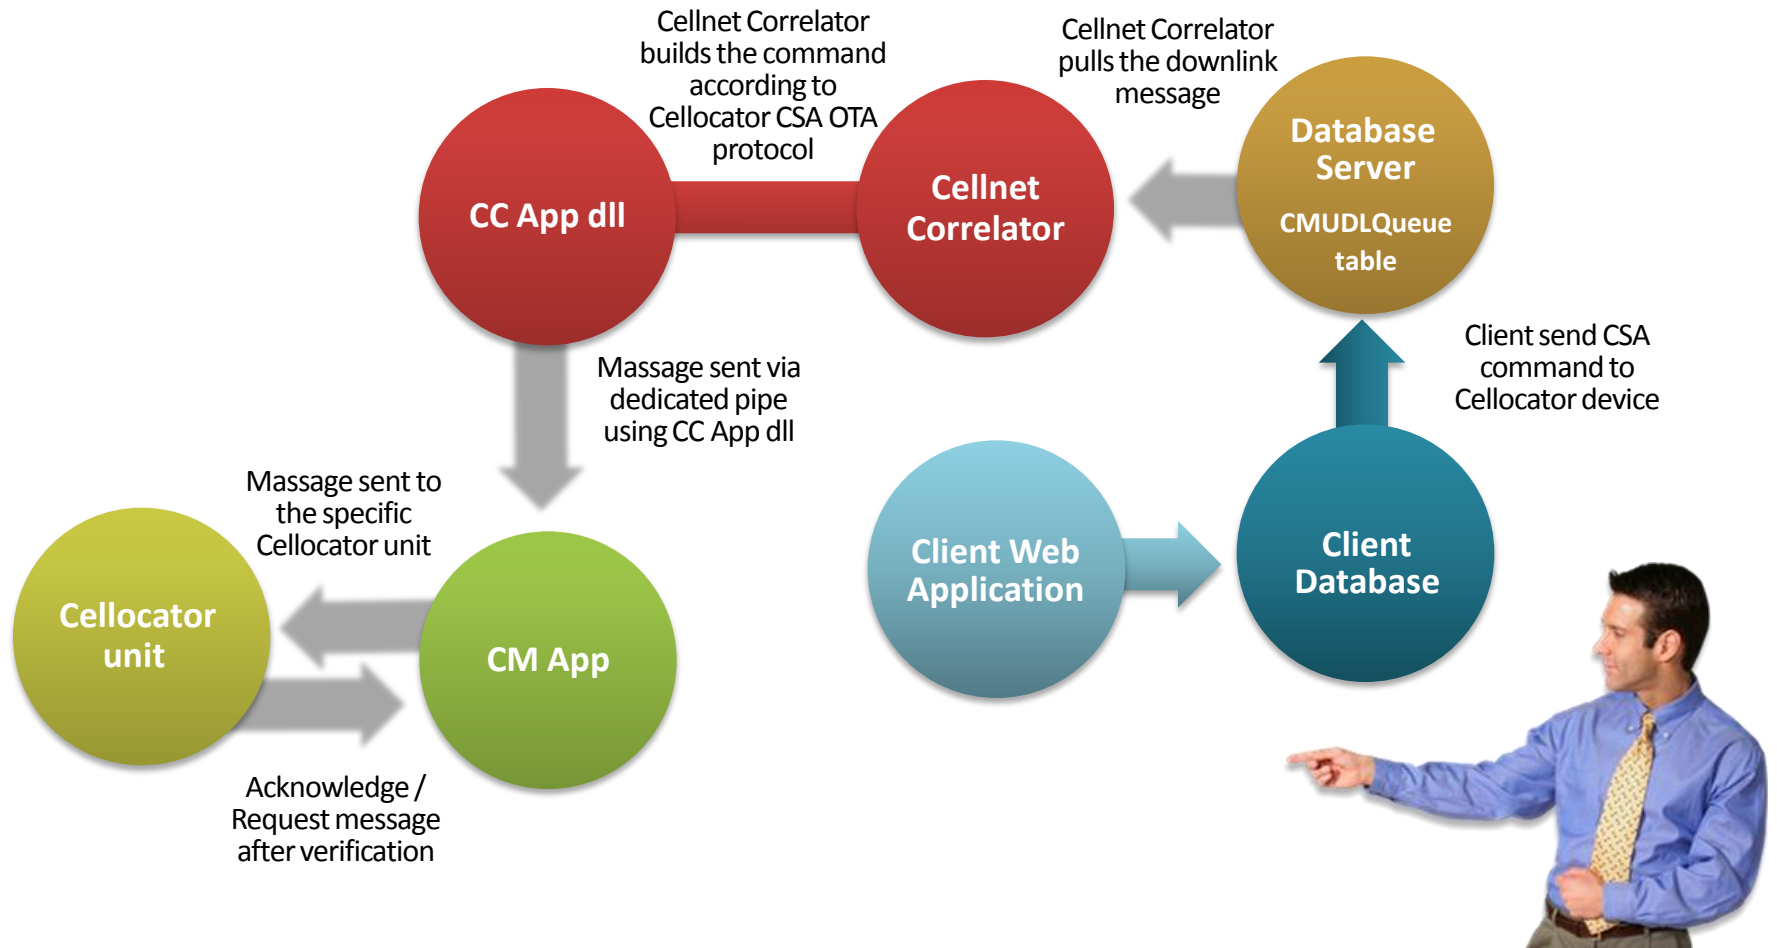 Cellnet Correlator
builds the command
according to
Cellocator CSA OTA
protocol
Cellnet Correlator
pulls the downlink
message
Database
Server
CMUDLQueue
table
Cellnet
Correlator
CC App dll
Client send CSA
command to
Cellocator device
Massage sent via
dedicated pipe
using CC App dll
Massage sent to
the specific
Cellocator unit
Client Web
Application
Client
Database
Cellocator
unit
CM App
Acknowledge /
Request message
after verification